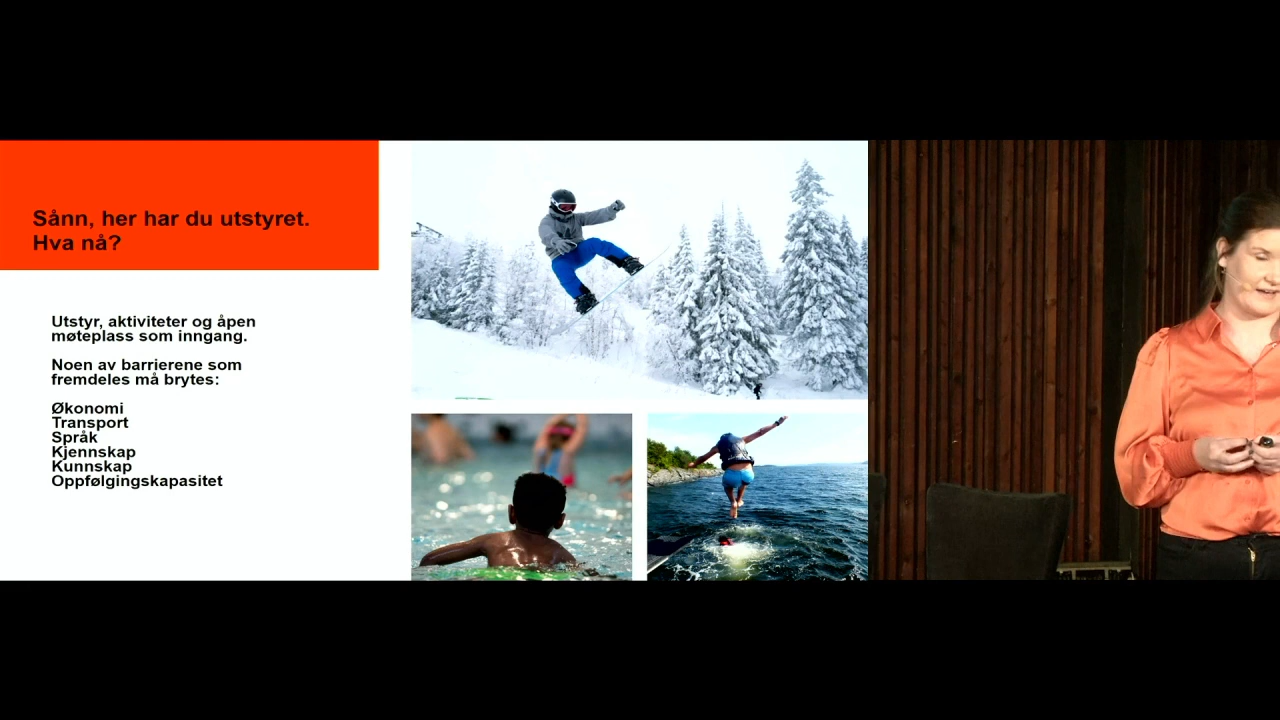 Sånn, her har du utstyret.
Hva nå?
Utstyr, aktiviteter og åpen
møteplass som inngang.
Noen av barrierene som
fremdeles må brytes:
Økonomi
Transport
Språk
Kjennskap
Kunnskap
Oppfølgingskapasitet